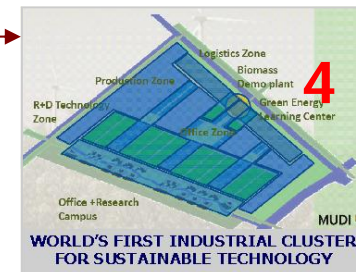 Logistics Zone
Biomass
Demo plant
4
Production Zone
Green Energy
Learning Center
R+D Technology
Zone
Office Zone
Office +Research
Campus
MUDI
WORLD'S FIRST INDUSTRIAL CLUSTER
FOR SUSTAINABLE TECHNOLOGY